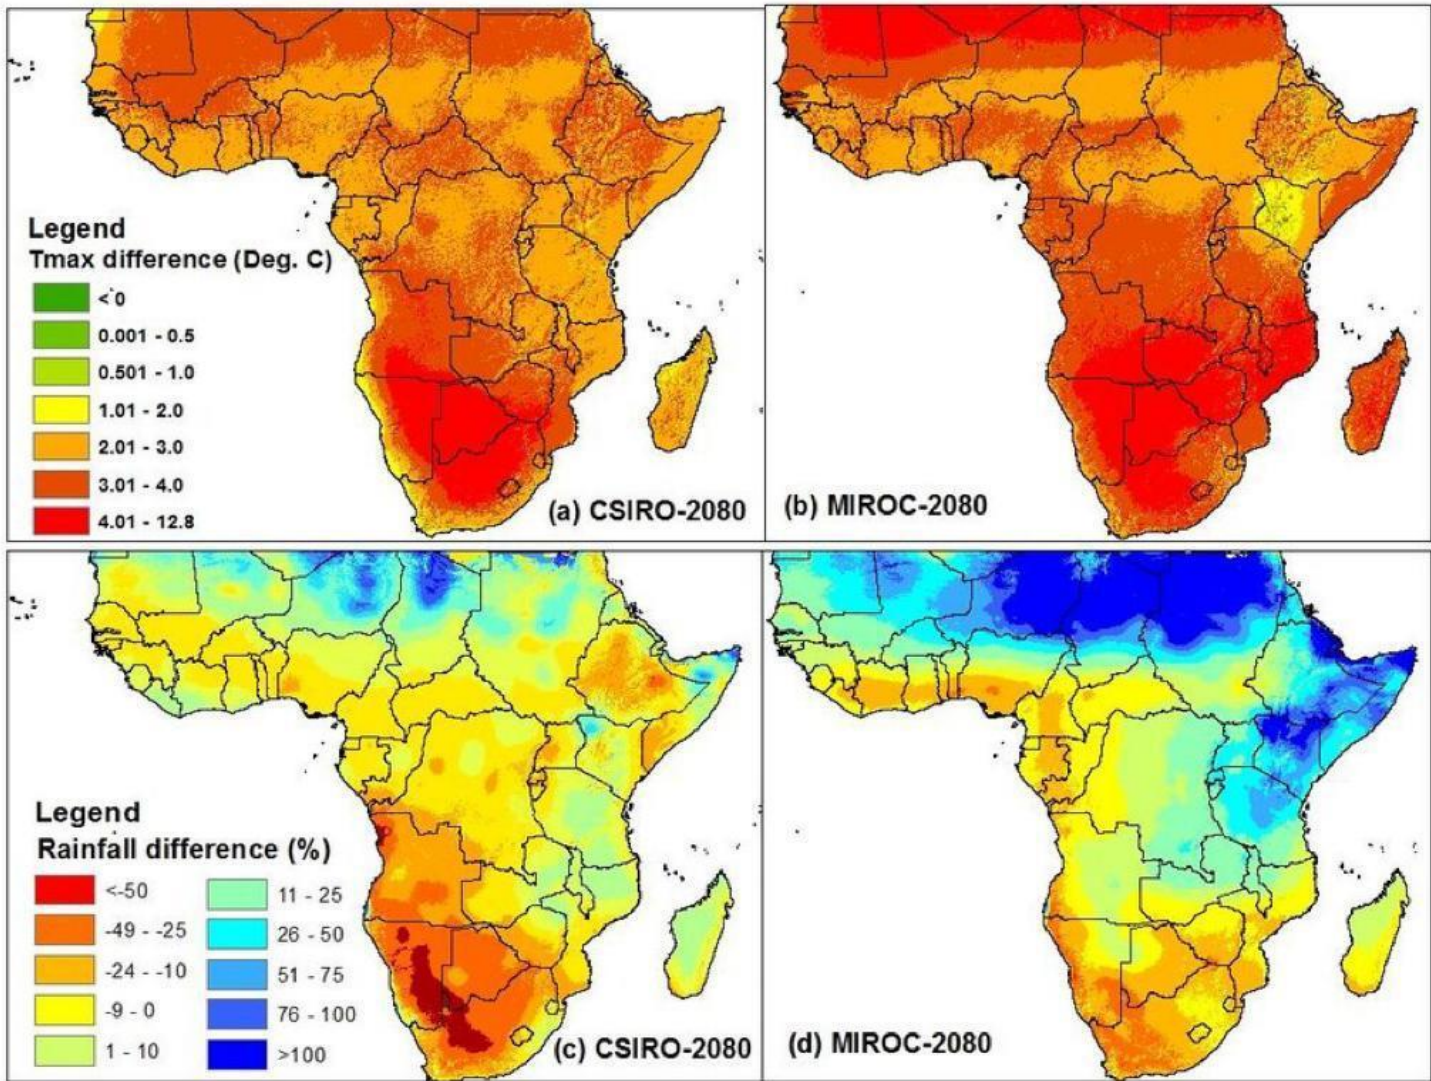 Legend
Tmax difference (Deg. C)
< 0
0.001 - 0.5
0.501 - 1.0
1.01 - 2.0
2.01 - 3.0
3.01 - 4.0
4.01 - 12.8
(a) CSIRO-2080
(b) MIROC-2080
Legend
Rainfall difference (%)
<-50
-49 - -25
-24 - -10
-9 - 0
1 - 10
11 - 25
26 - 50
51 - 75
76 - 100
>100
(c) CSIRO-2080
(d) MIROC-2080